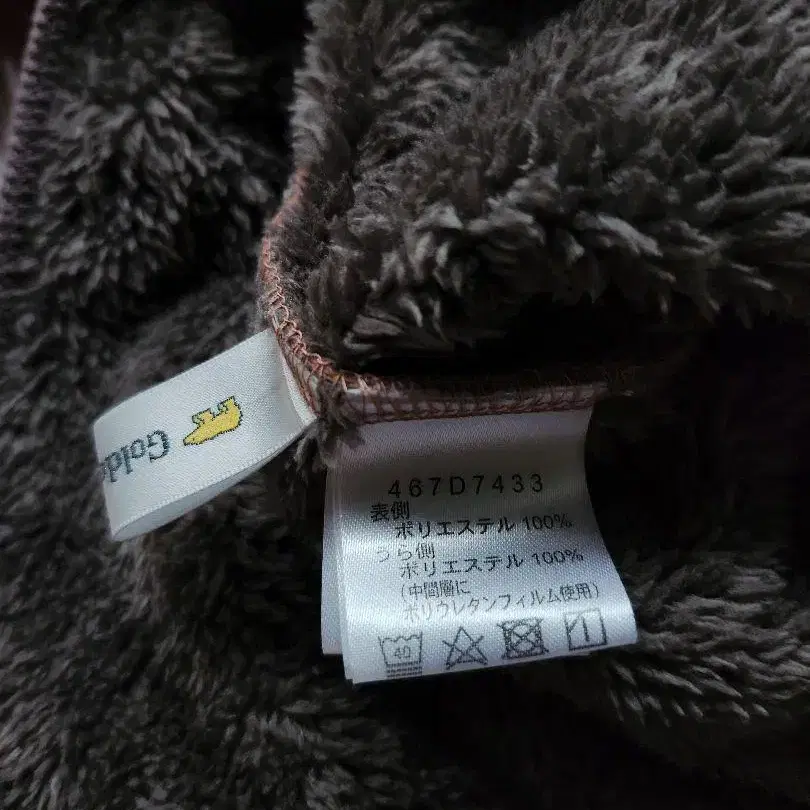 Golde
467D7433
表側
ポリエステル 100%
うら側
ポリエステル 100%
(中間層に
ポリウレタンフィルム使用)
40